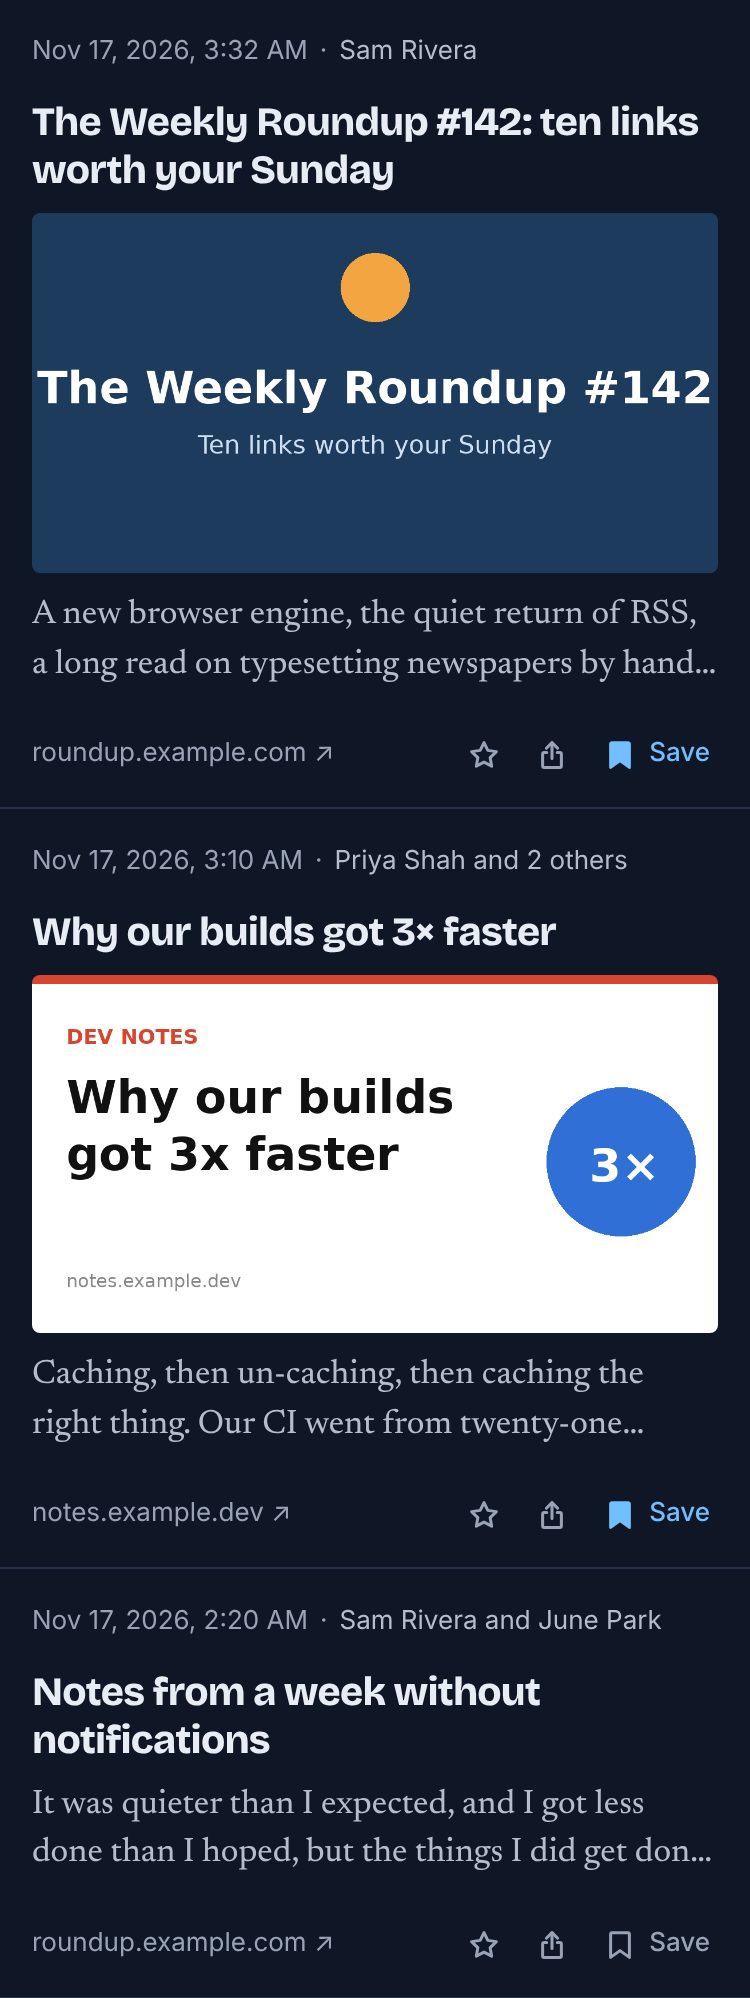 Nov 17, 2026, 3:32 AM · Sam Rivera
The Weekly Roundup #142: ten links
worth your Sunday
The Weekly Roundup #142
Ten links worth your Sunday
A new browser engine, the quiet return of RSS,
a long read on typesetting newspapers by hand...
roundup.example.com ↗ Save
Nov 17, 2026, 3:10 AM · Priya Shah and 2 others
Why our builds got 3× faster
DEV NOTES
Why our builds
got 3x faster
3×
notes.example.dev
Caching, then un-caching, then caching the
right thing. Our CI went from twenty-one...
notes.example.dev ↗ Save
Nov 17, 2026, 2:20 AM · Sam Rivera and June Park
Notes from a week without
notifications
It was quieter than I expected, and I got less
done than I hoped, but the things I did get don...
roundup.example.com ↗ Save